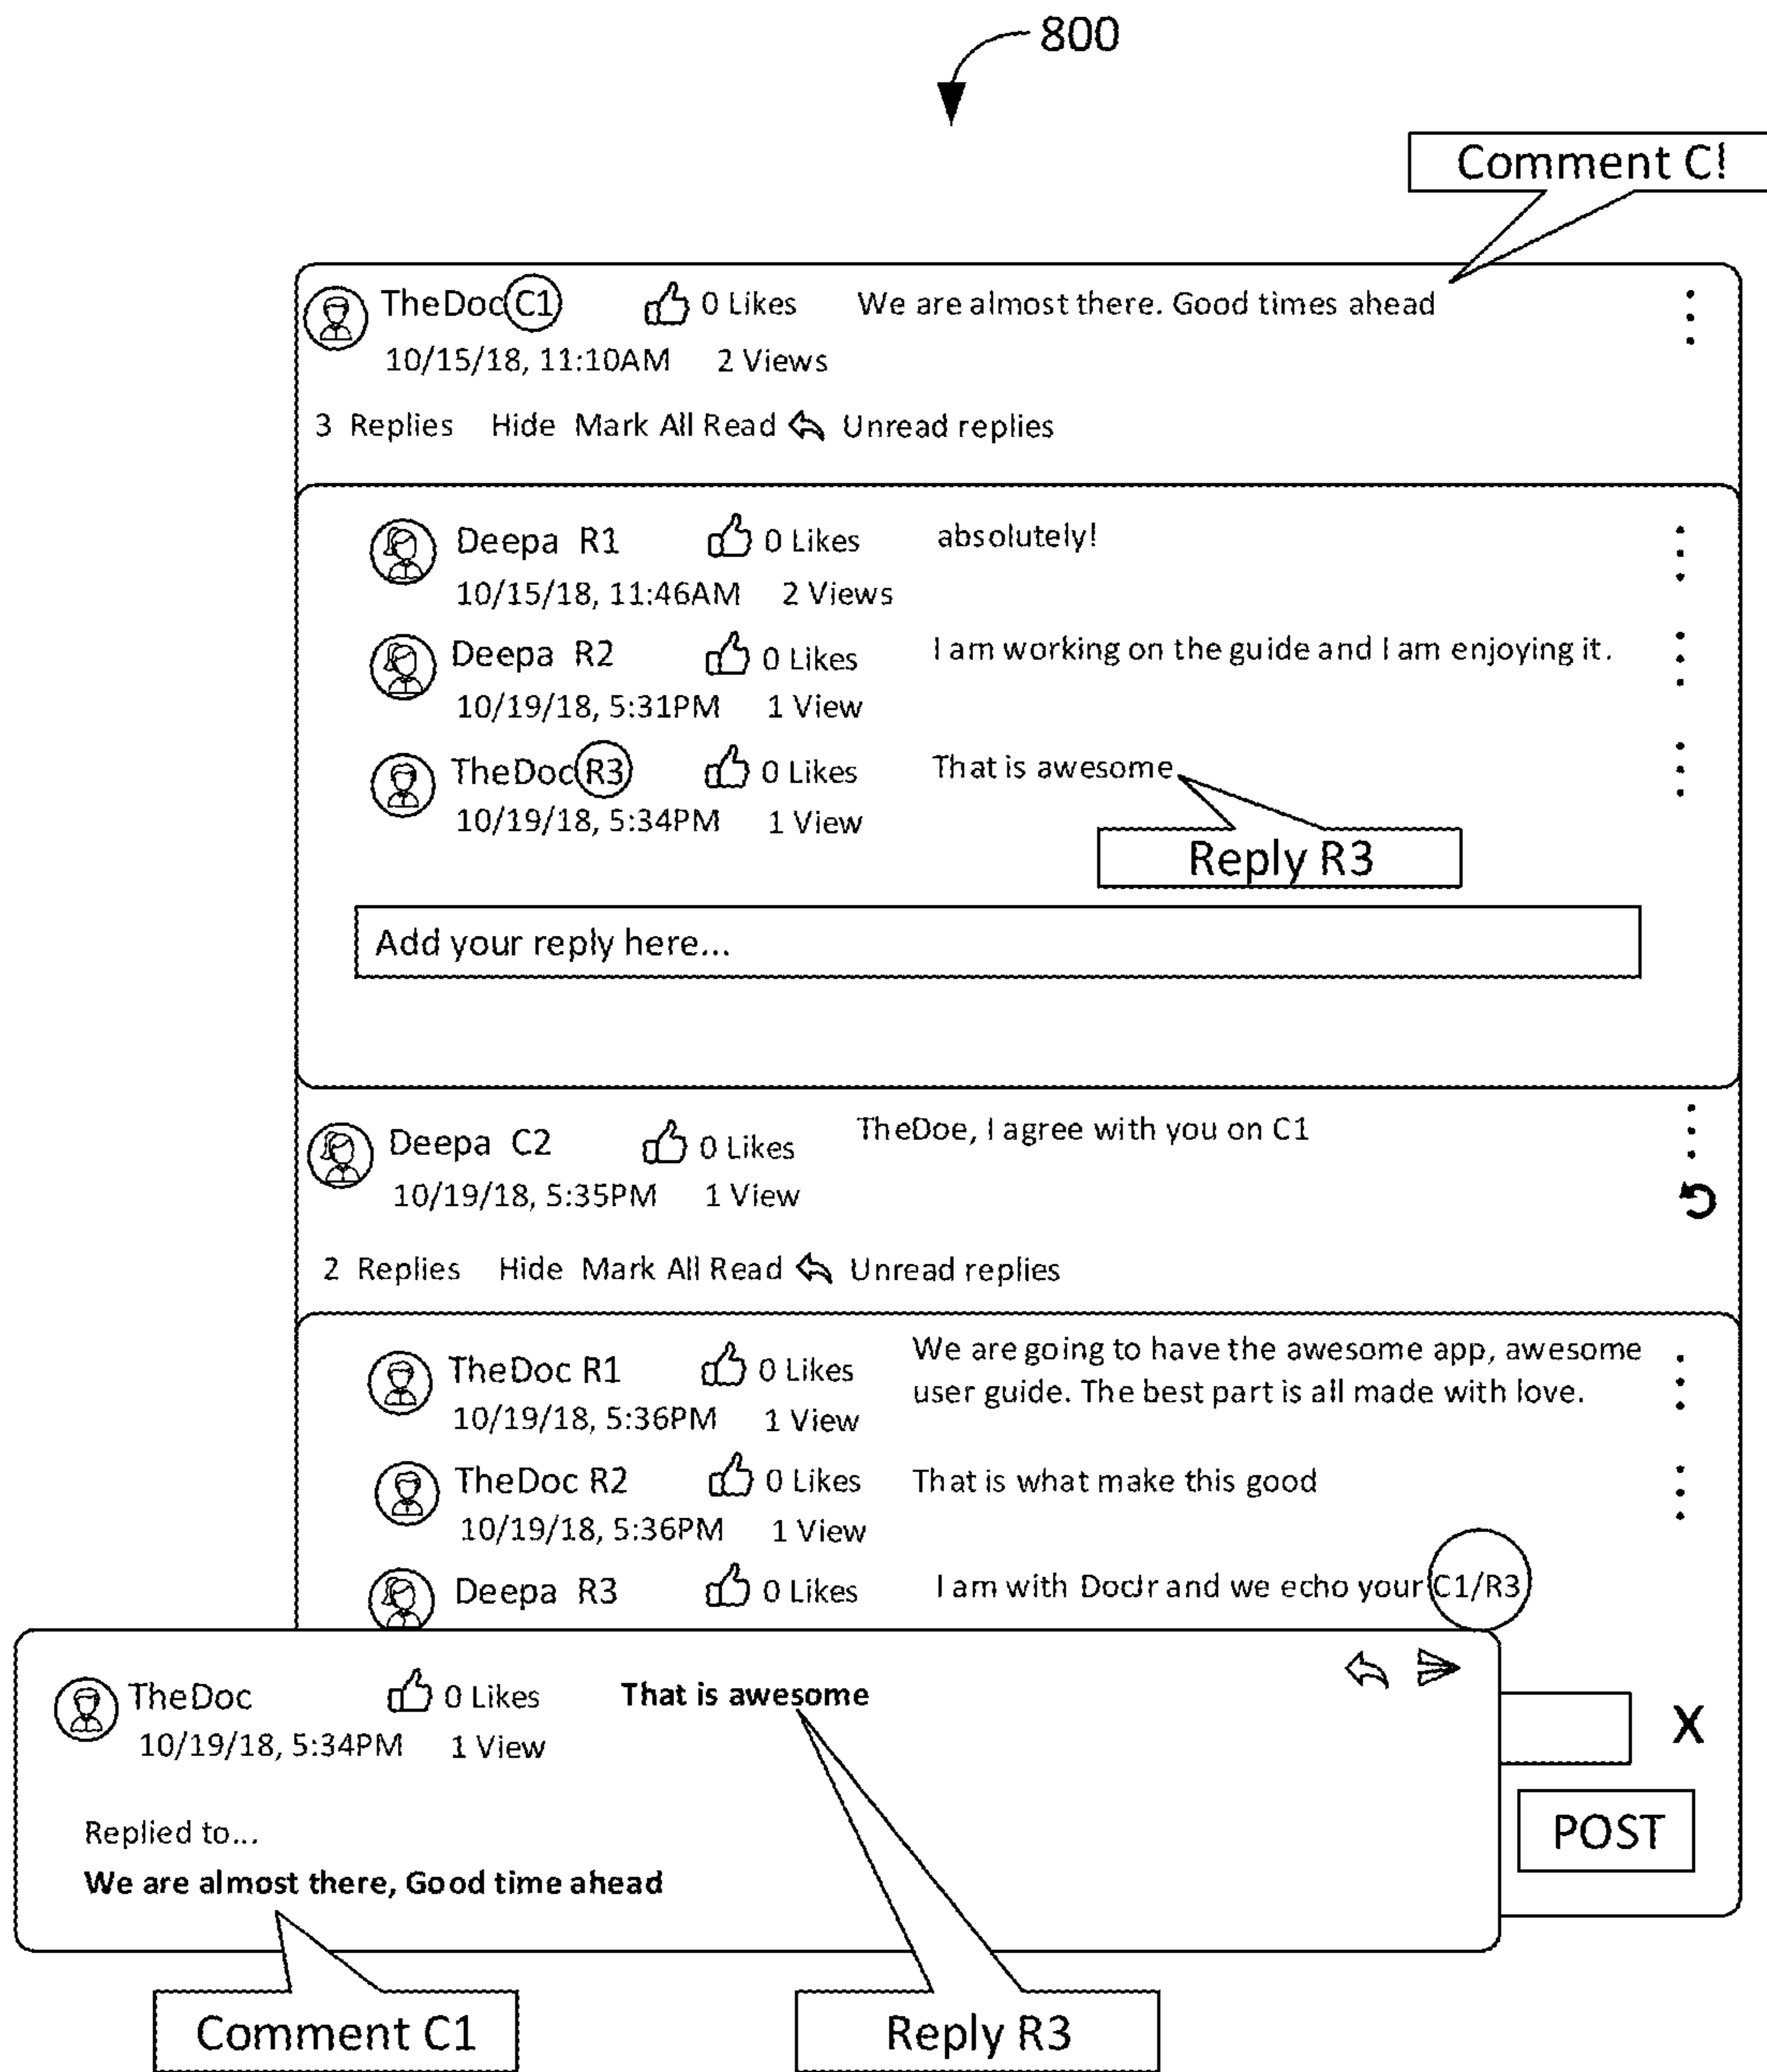 800
Comment C!
TheDoc C1 0 Likes We are almost there. Good times ahead
10/15/18, 11:10AM 2 Views
3 Replies Hide Mark All Read Unread replies
Deepa R1 0 Likes absolutely!
10/15/18, 11:46AM 2 Views
Deepa R2 0 Likes I am working on the guide and I am enjoying it.
10/19/18, 5:31PM 1 View
TheDoc R3 0 Likes That is awesome
10/19/18, 5:34PM 1 View
Reply R3
Add your reply here...
Deepa C2 0 Likes TheDoe, I agree with you on C1
10/19/18, 5:35PM 1 View
2 Replies Hide Mark All Read Unread replies
TheDoc R1 0 Likes We are going to have the awesome app, awesome
user guide. The best part is all made with love.
10/19/18, 5:36PM 1 View
TheDoc R2 0 Likes That is what make this good
10/19/18, 5:36PM 1 View
Deepa R3 0 Likes I am with DocJr and we echo your C1/R3
TheDoc 0 Likes That is awesome
10/19/18, 5:34PM 1 View
X
Replied to...
POST
We are almost there, Good time ahead
Comment C1
Reply R3